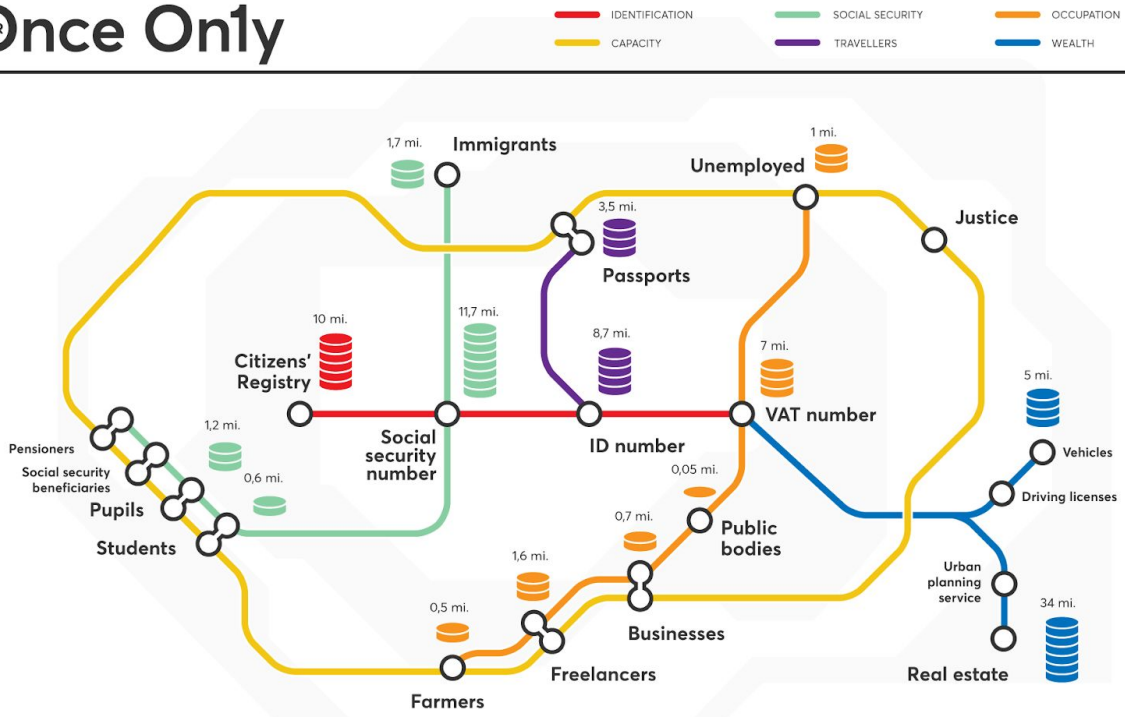 Once On1y
IDENTIFICATION
SOCIAL SECURITY
OCCUPATION
CAPACITY
TRAVELLERS
WEALTH
1,7 mi.
Immigrants
1 mi.
Unemployed
3,5 mi.
Passports
Justice
10 mi.
Citizens'
Registry
11,7 mi.
8,7 mi.
7 mi.
VAT number
5 mi.
Vehicles
Driving licenses
Social
security
number
ID number
Pensioners
Social security
beneficiaries
Pupils
Students
1,2 mi.
0,6 mi.
0,05 mi.
Public
bodies
0,7 mi.
Businesses
1,6 mi.
Freelancers
0,5 mi.
Farmers
Urban
planning
service
34 mi.
Real estate